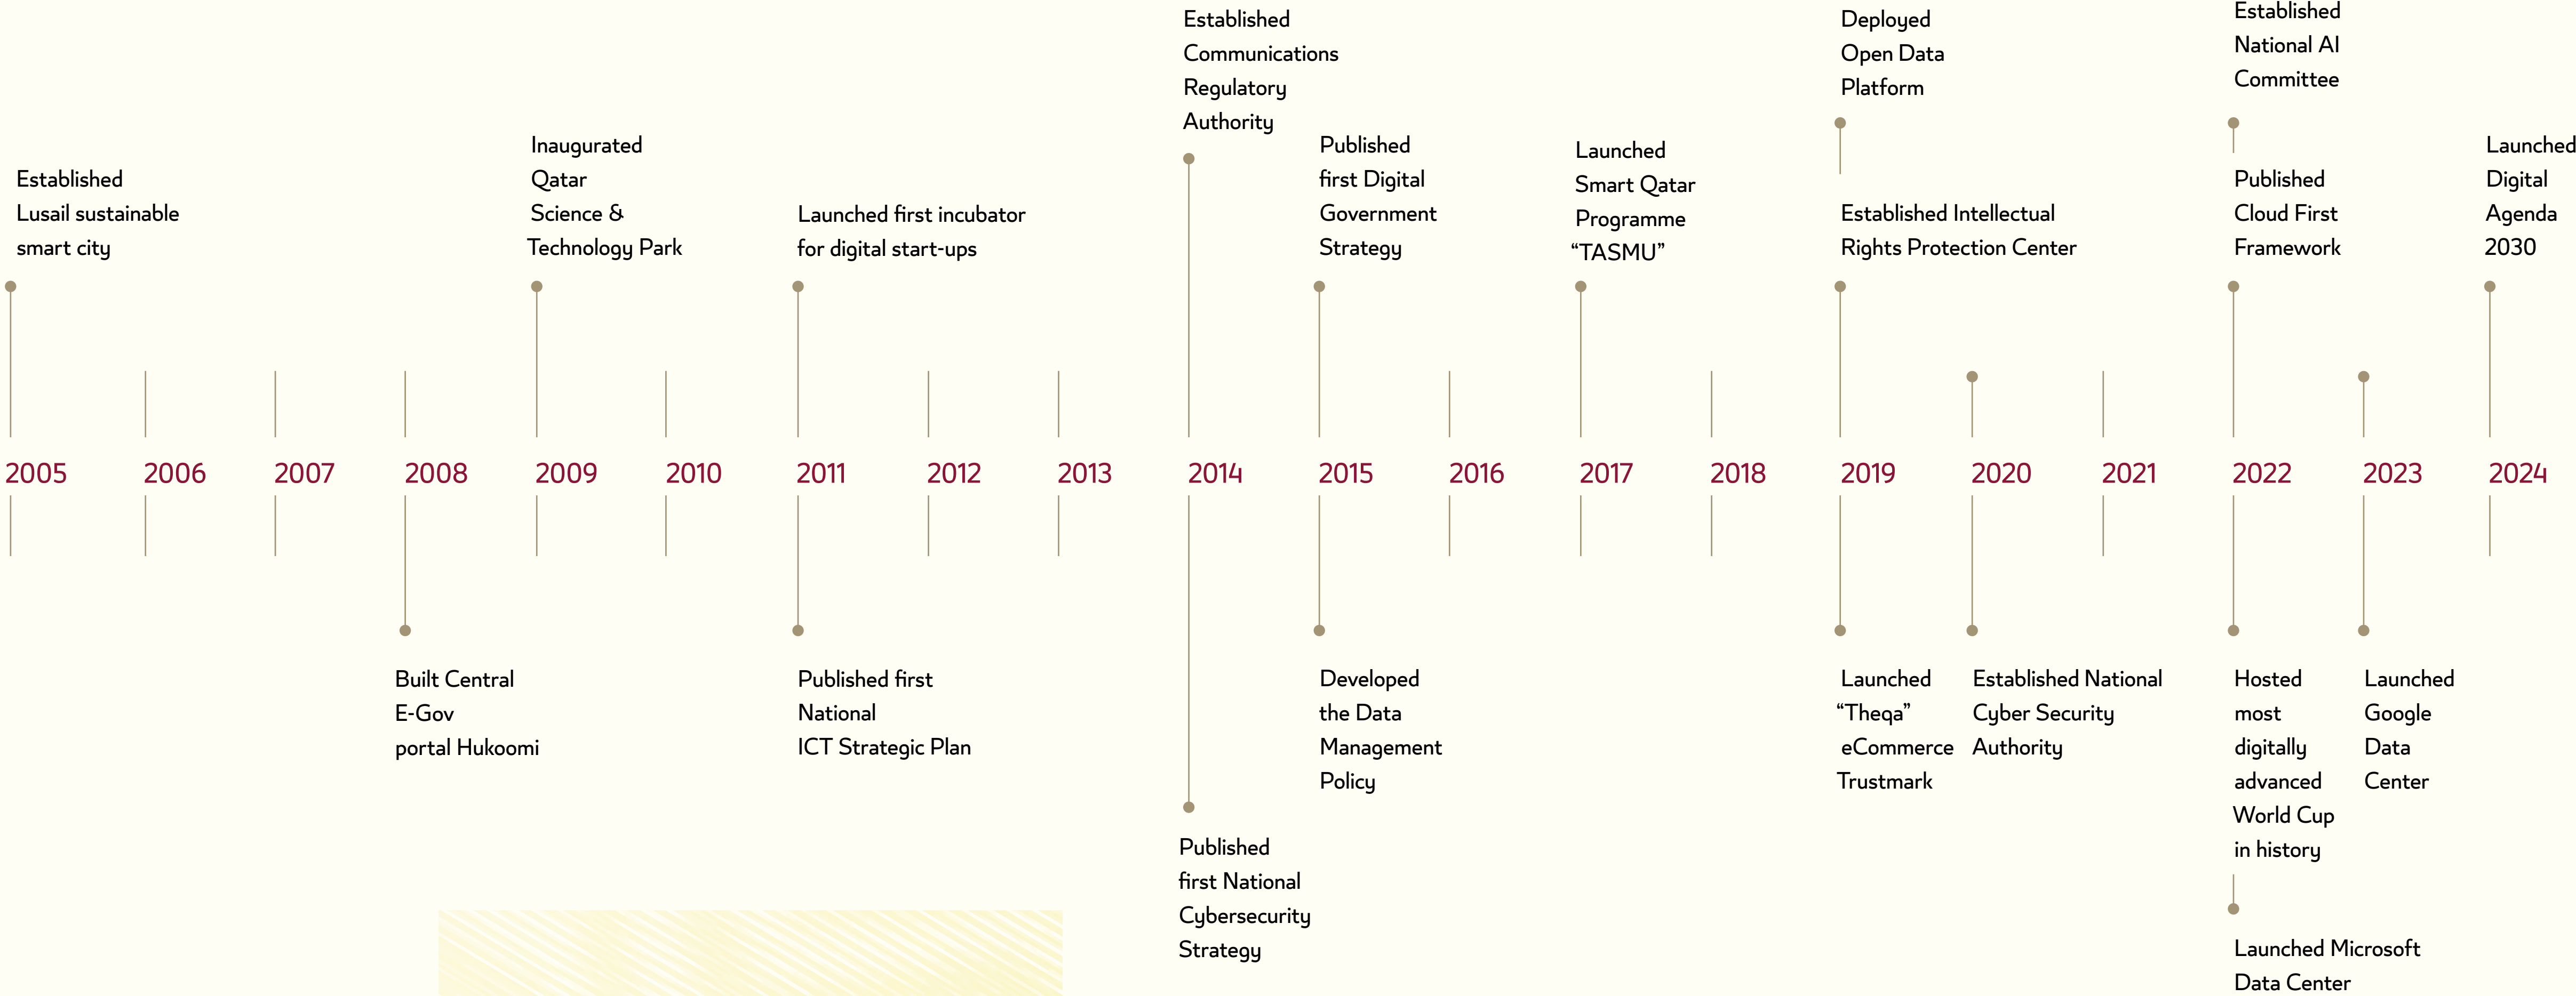 Established
Lusail sustainable
smart city
Inaugurated
Qatar
Science &
Technology Park
Launched first incubator
for digital start-ups
Established
Communications
Regulatory
Authority
Published
first Digital
Government
Strategy
Launched
Smart Qatar
Programme
“TASMU”
Deployed
Open Data
Platform
Established Intellectual
Rights Protection Center
Established
National AI
Committee
Published
Cloud First
Framework
Launched
Digital
Agenda
2030
2005 2006 2007 2008 2009 2010 2011 2012 2013 2014 2015 2016 2017 2018 2019 2020 2021 2022 2023 2024
Built Central
E-Gov
portal Hukoomi
Published first
National
ICT Strategic Plan
Published
first National
Cybersecurity
Strategy
Developed
the Data
Management
Policy
Launched
“Theqa”
eCommerce
Trustmark
Established National
Cyber Security
Authority
Hosted
most
digitally
advanced
World Cup
in history
Launched Microsoft
Data Center
Launched
Google
Data
Center